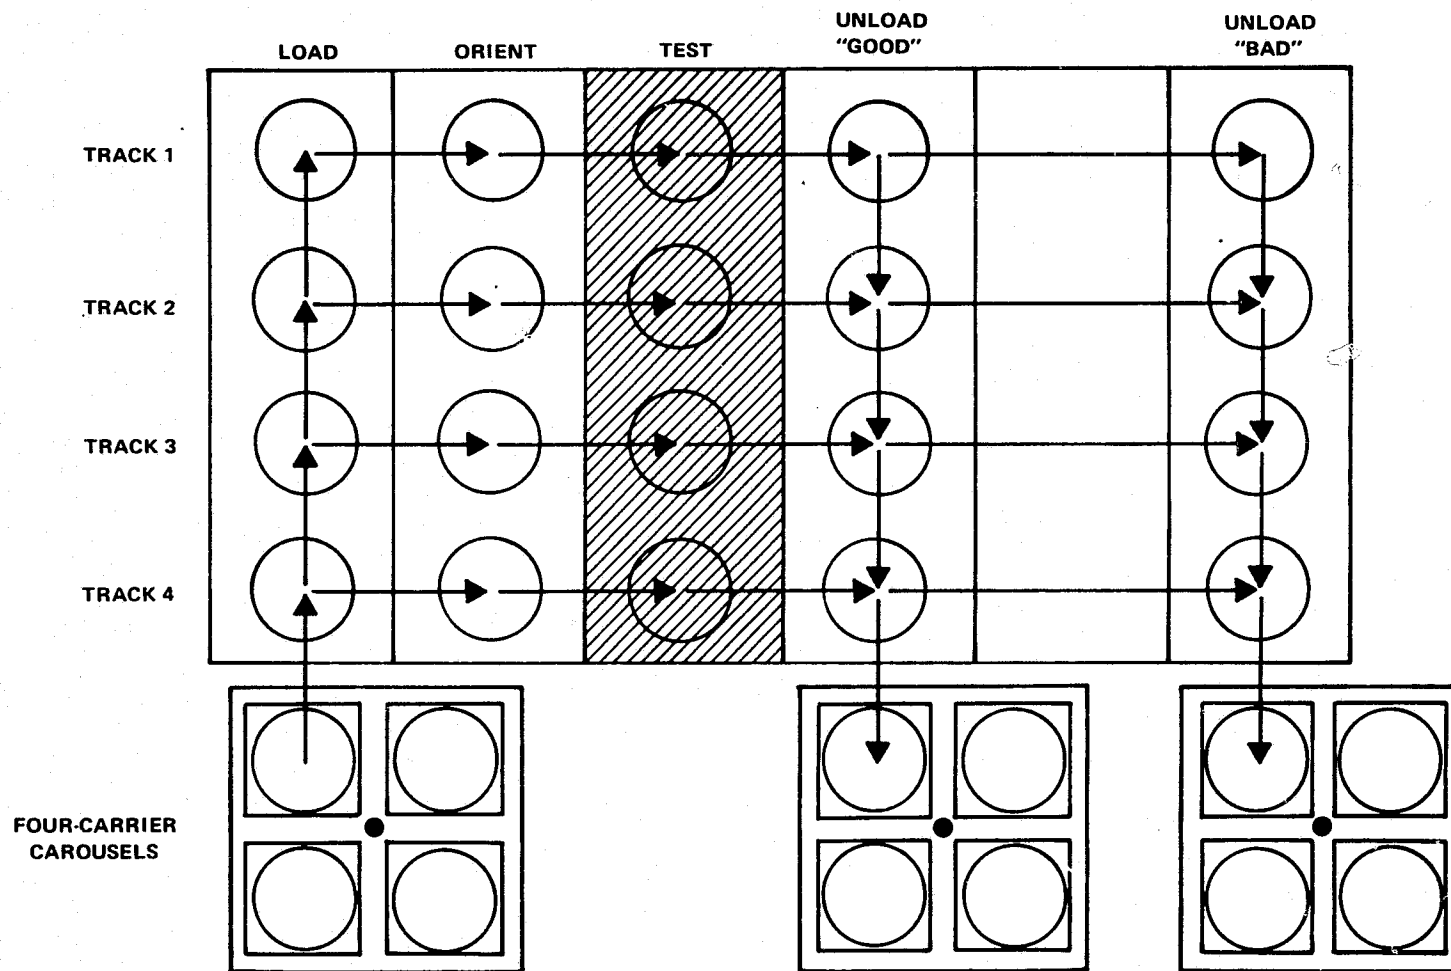 LOAD
ORIENT
TEST
UNLOAD
"GOOD"
UNLOAD
"BAD"
TRACK 1
TRACK 2
TRACK 3
TRACK 4
FOUR-CARRIER
CAROUSELS